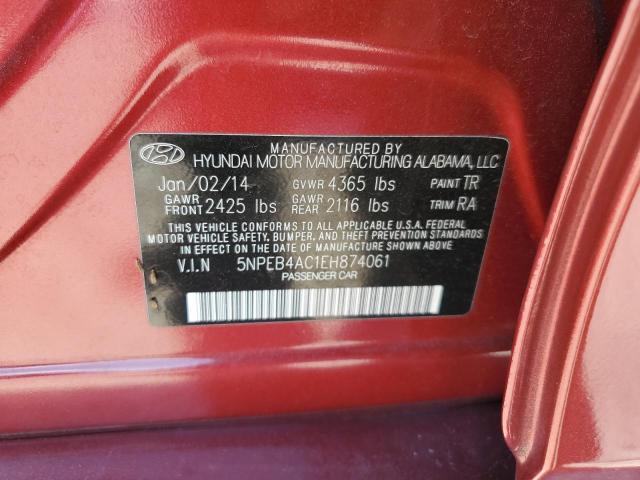 MANUFACTURED BY
HYUNDAI MOTOR MANUFACTURING ALABAMA, LLC
Jan/02/14 GVWR 4365 lbs PAINT TR
GAWR FRONT 2425 lbs GAWR REAR 2116 lbs TRIM RA
THIS VEHICLE CONFORMS TO ALL APPLICABLE U.S.A. FEDERAL
MOTOR VEHICLE SAFETY, BUMPER, AND THEFT PREVENTION STANDARDS
IN EFFECT ON THE DATE OF MANUFACTURE SHOWN ABOVE.
V.I.N 5NPEB4AC1EH874061
PASSENGER CAR